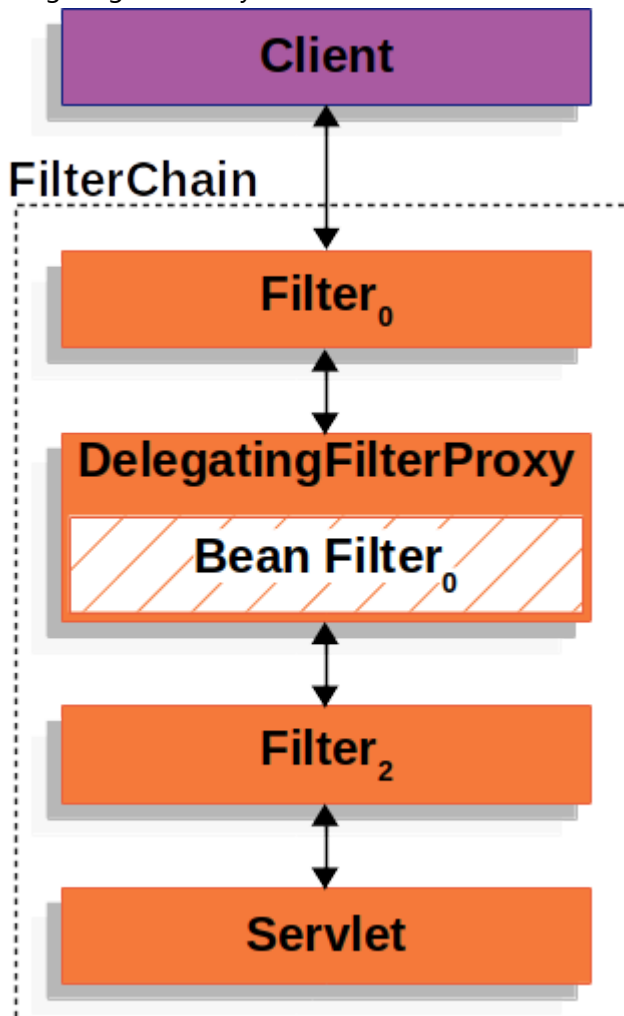 Client
FilterChain
Filter0
DelegatingFilterProxy
Bean Filter0
Filter2
Servlet